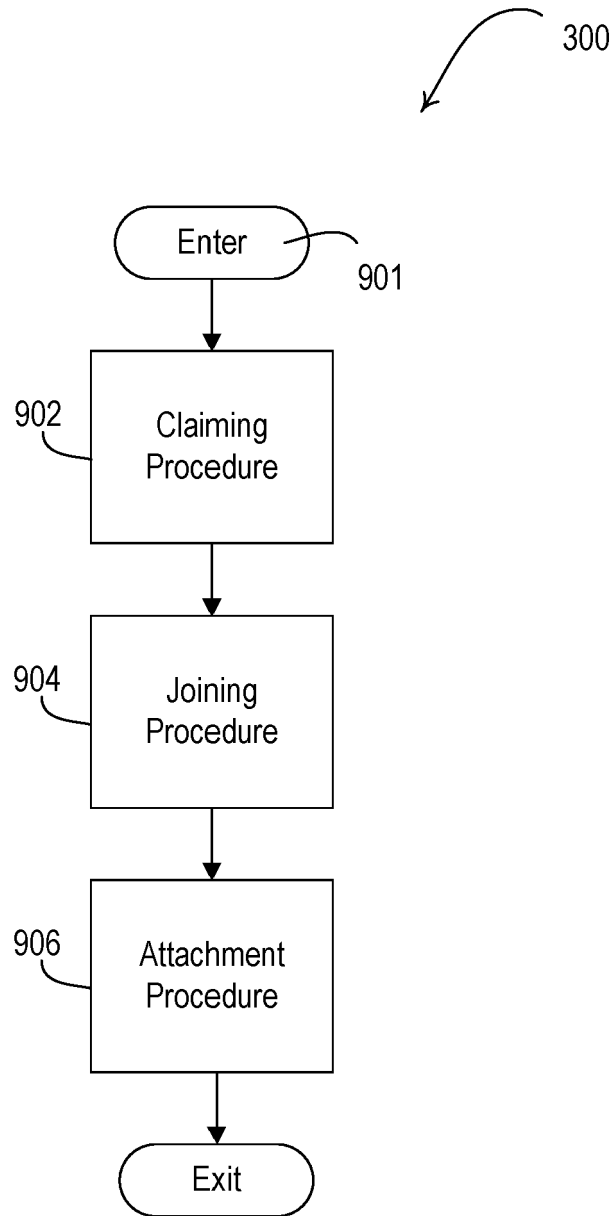 300
Enter
901
902
Claiming
Procedure
904
Joining
Procedure
906
Attachment
Procedure
Exit